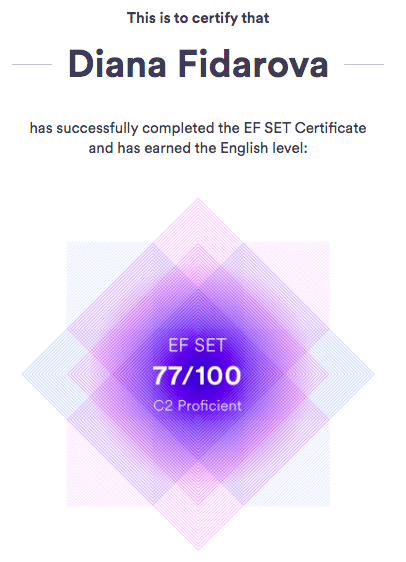 This is to certify that
Diana Fidarova
has successfully completed the EF SET Certificate
and has earned the English level:
EF SET
77/100
C2 Proficient